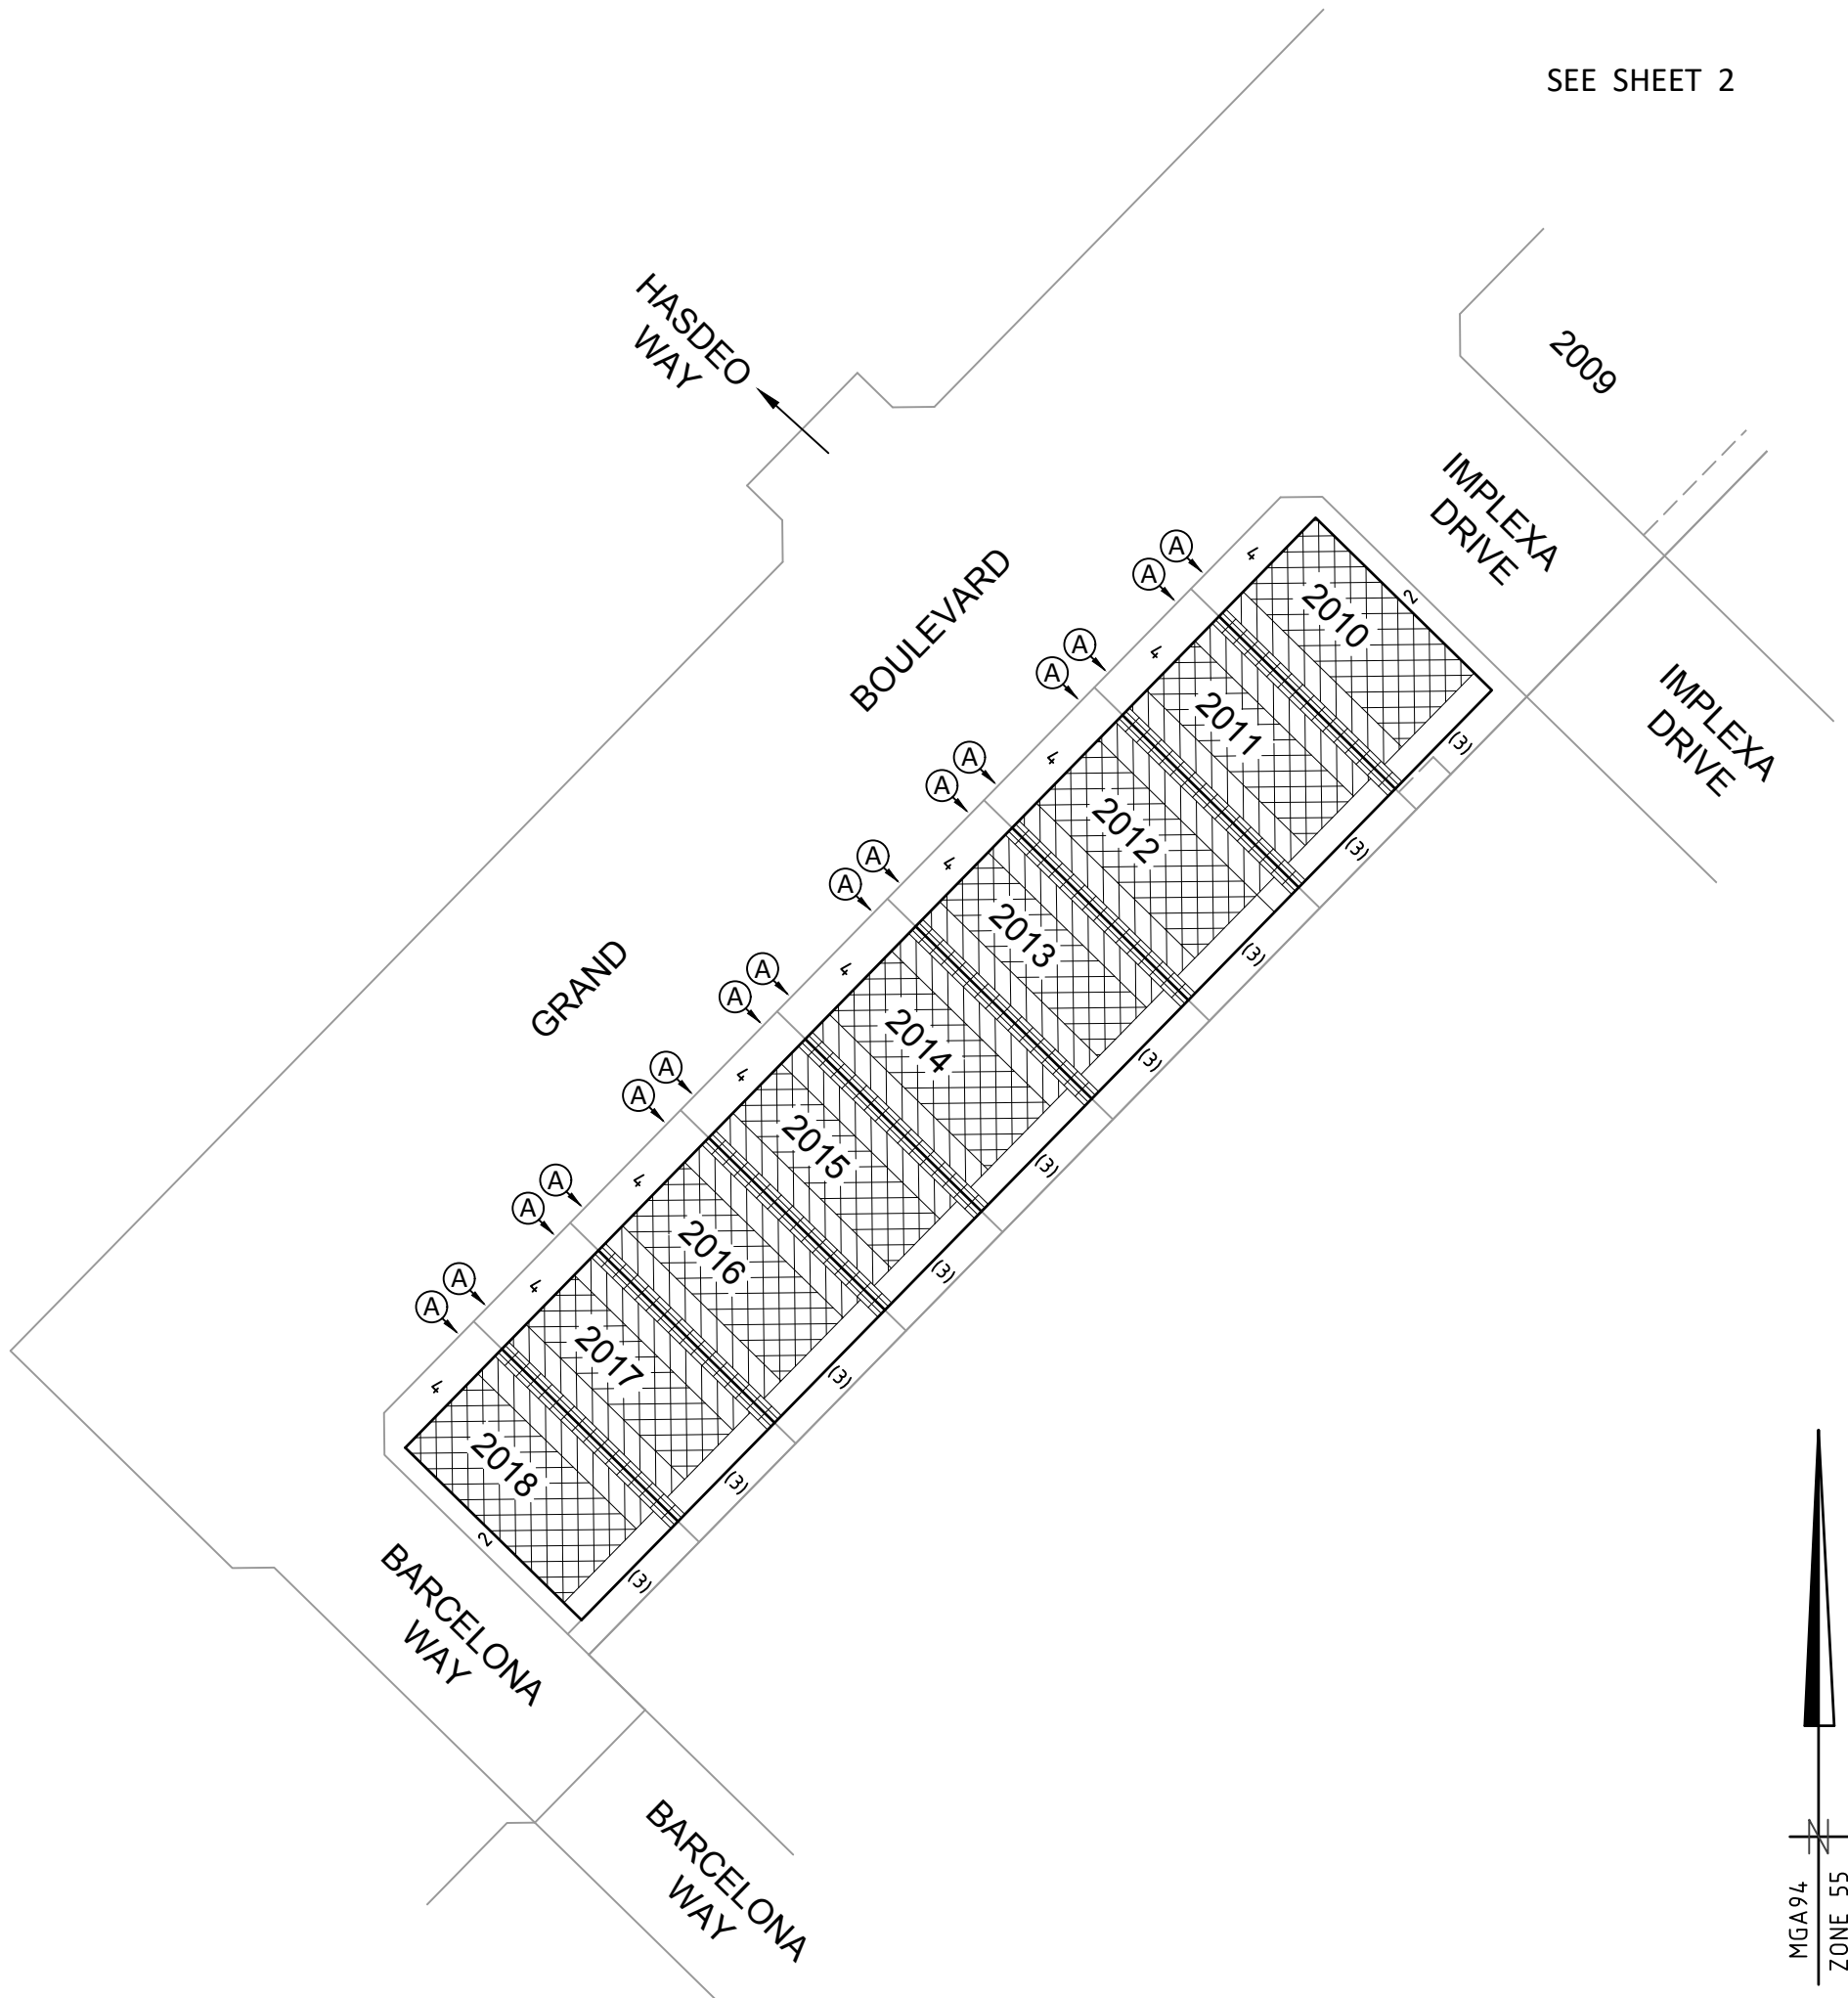 SEE SHEET 2
HASDEO
WAY
2009
IMPLEXA
DRIVE
IMPLEXA
DRIVE
GRAND
BOULEVARD
A
A
4
2010
2
(3)
A
A
4
2011
(3)
A
A
4
2012
(3)
A
A
4
2013
(3)
A
A
4
2014
(3)
A
A
4
2015
(3)
A
A
4
2016
(3)
A
A
4
2017
(3)
4
2018
2
(3)
BARCELONA
WAY
BARCELONA
WAY
N
MGA94
ZONE 55